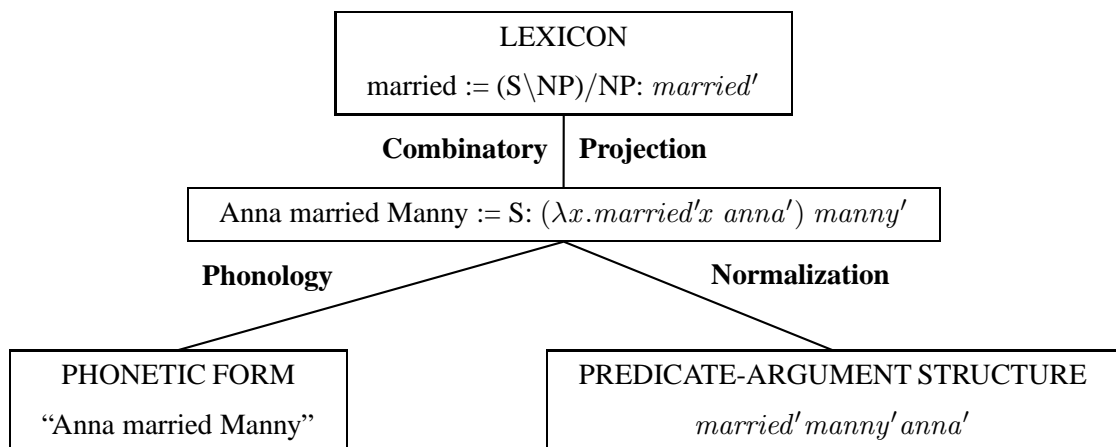 LEXICON
married := (S\NP)/NP: married′
Combinatory Projection
Anna married Manny := S: (λx.married′x anna′) manny′
Phonology
Normalization
PHONETIC FORM
“Anna married Manny”
PREDICATE-ARGUMENT STRUCTURE
married′ manny′ anna′